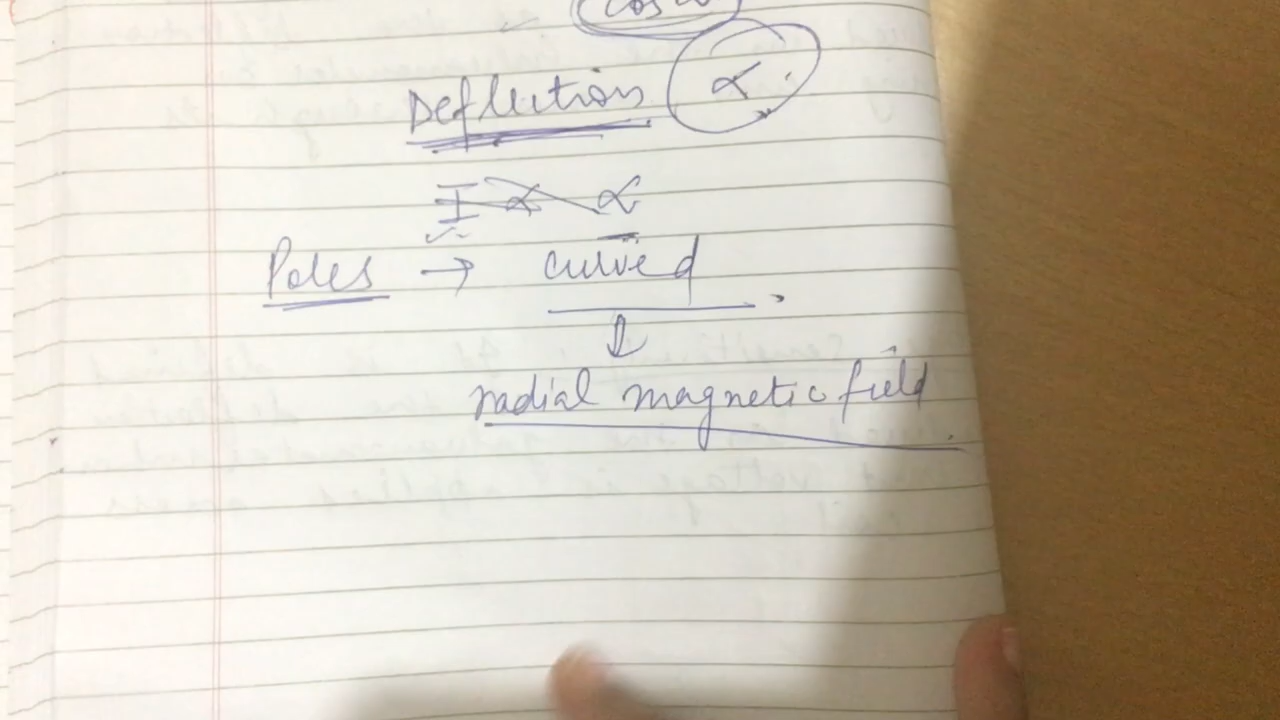 Deflection α
I α α
Poles → curved
↓
radial magnetic field